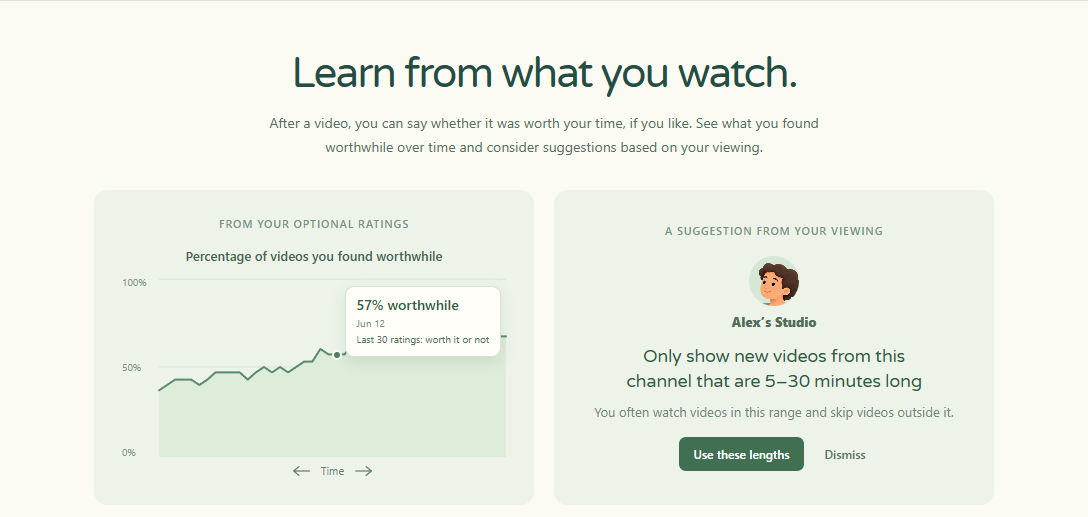 Learn from what you watch.
After a video, you can say whether it was worth your time, if you like. See what you found
worthwhile over time and consider suggestions based on your viewing.
FROM YOUR OPTIONAL RATINGS
Percentage of videos you found worthwhile
100%
57% worthwhile
Jun 12
Last 30 ratings: worth it or not
50%
0%
Time
A SUGGESTION FROM YOUR VIEWING
Alex’s Studio
Only show new videos from this
channel that are 5–30 minutes long
You often watch videos in this range and skip videos outside it.
Use these lengths
Dismiss